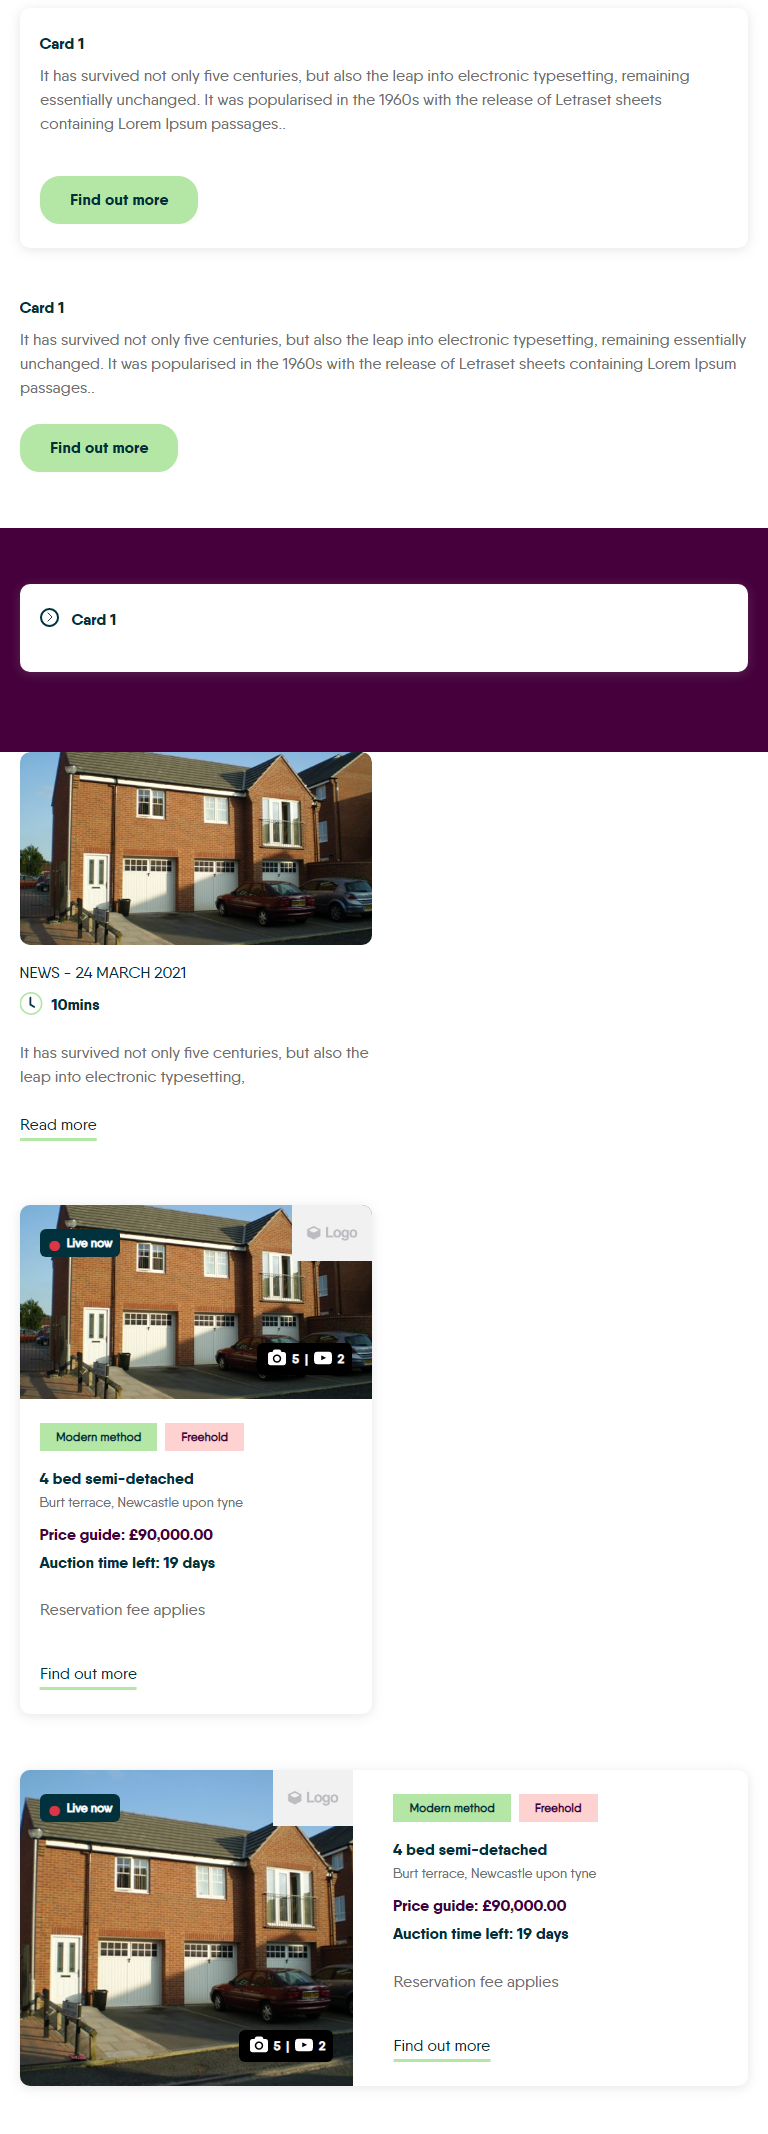 Card 1
It has survived not only five centuries, but also the leap into electronic typesetting, remaining
essentially unchanged. It was popularised in the 1960s with the release of Letraset sheets
containing Lorem Ipsum passages..
Find out more
Card 1
It has survived not only five centuries, but also the leap into electronic typesetting, remaining essentially
unchanged. It was popularised in the 1960s with the release of Letraset sheets containing Lorem Ipsum
passages..
Find out more
Card 1
NEWS - 24 MARCH 2021
10mins
It has survived not only five centuries, but also the
leap into electronic typesetting,
Read more
Live now
Logo
5 | 2
Modern method Freehold
4 bed semi-detached
Burt terrace, Newcastle upon tyne
Price guide: £90,000.00
Auction time left: 19 days
Reservation fee applies
Find out more
Live now
Logo
5 | 2
Modern method Freehold
4 bed semi-detached
Burt terrace, Newcastle upon tyne
Price guide: £90,000.00
Auction time left: 19 days
Reservation fee applies
Find out more